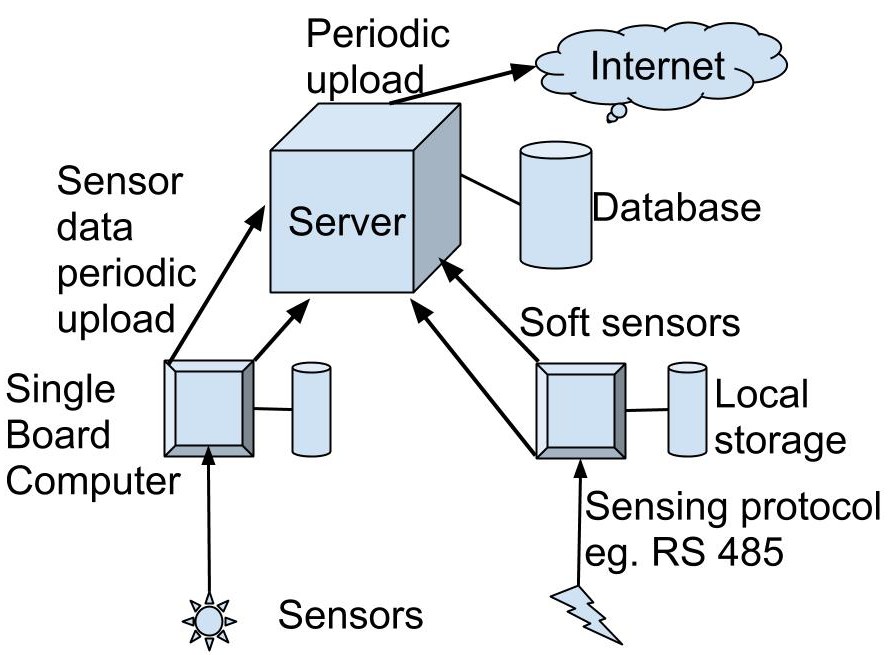 Periodic
upload
Internet
Sensor
data
periodic
upload
Server
Database
Soft sensors
Single
Board
Computer
Local
storage
Sensing protocol
eg. RS 485
Sensors